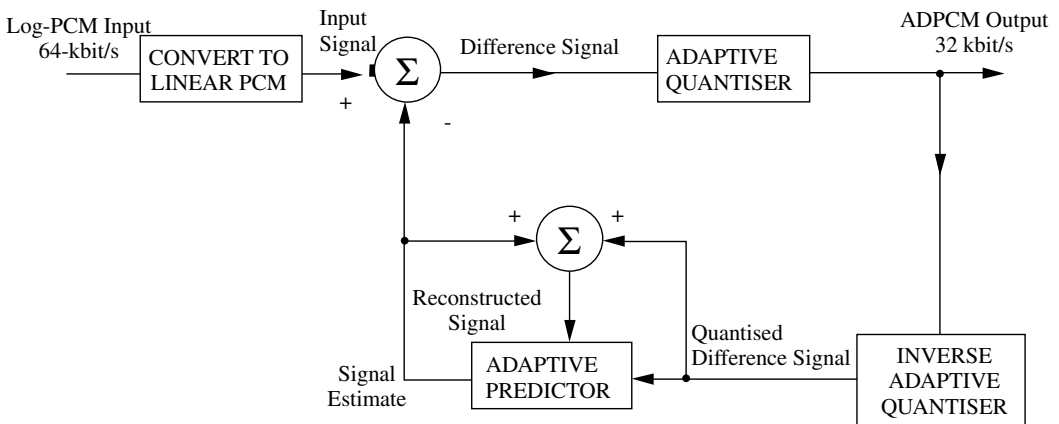 Log-PCM Input
64-kbit/s
CONVERT TO
LINEAR PCM
Input
Signal
+
Σ
-
Difference Signal
ADAPTIVE
QUANTISER
ADPCM Output
32 kbit/s
+
Σ
+
Reconstructed
Signal
Signal
Estimate
ADAPTIVE
PREDICTOR
Quantised
Difference Signal
INVERSE
ADAPTIVE
QUANTISER